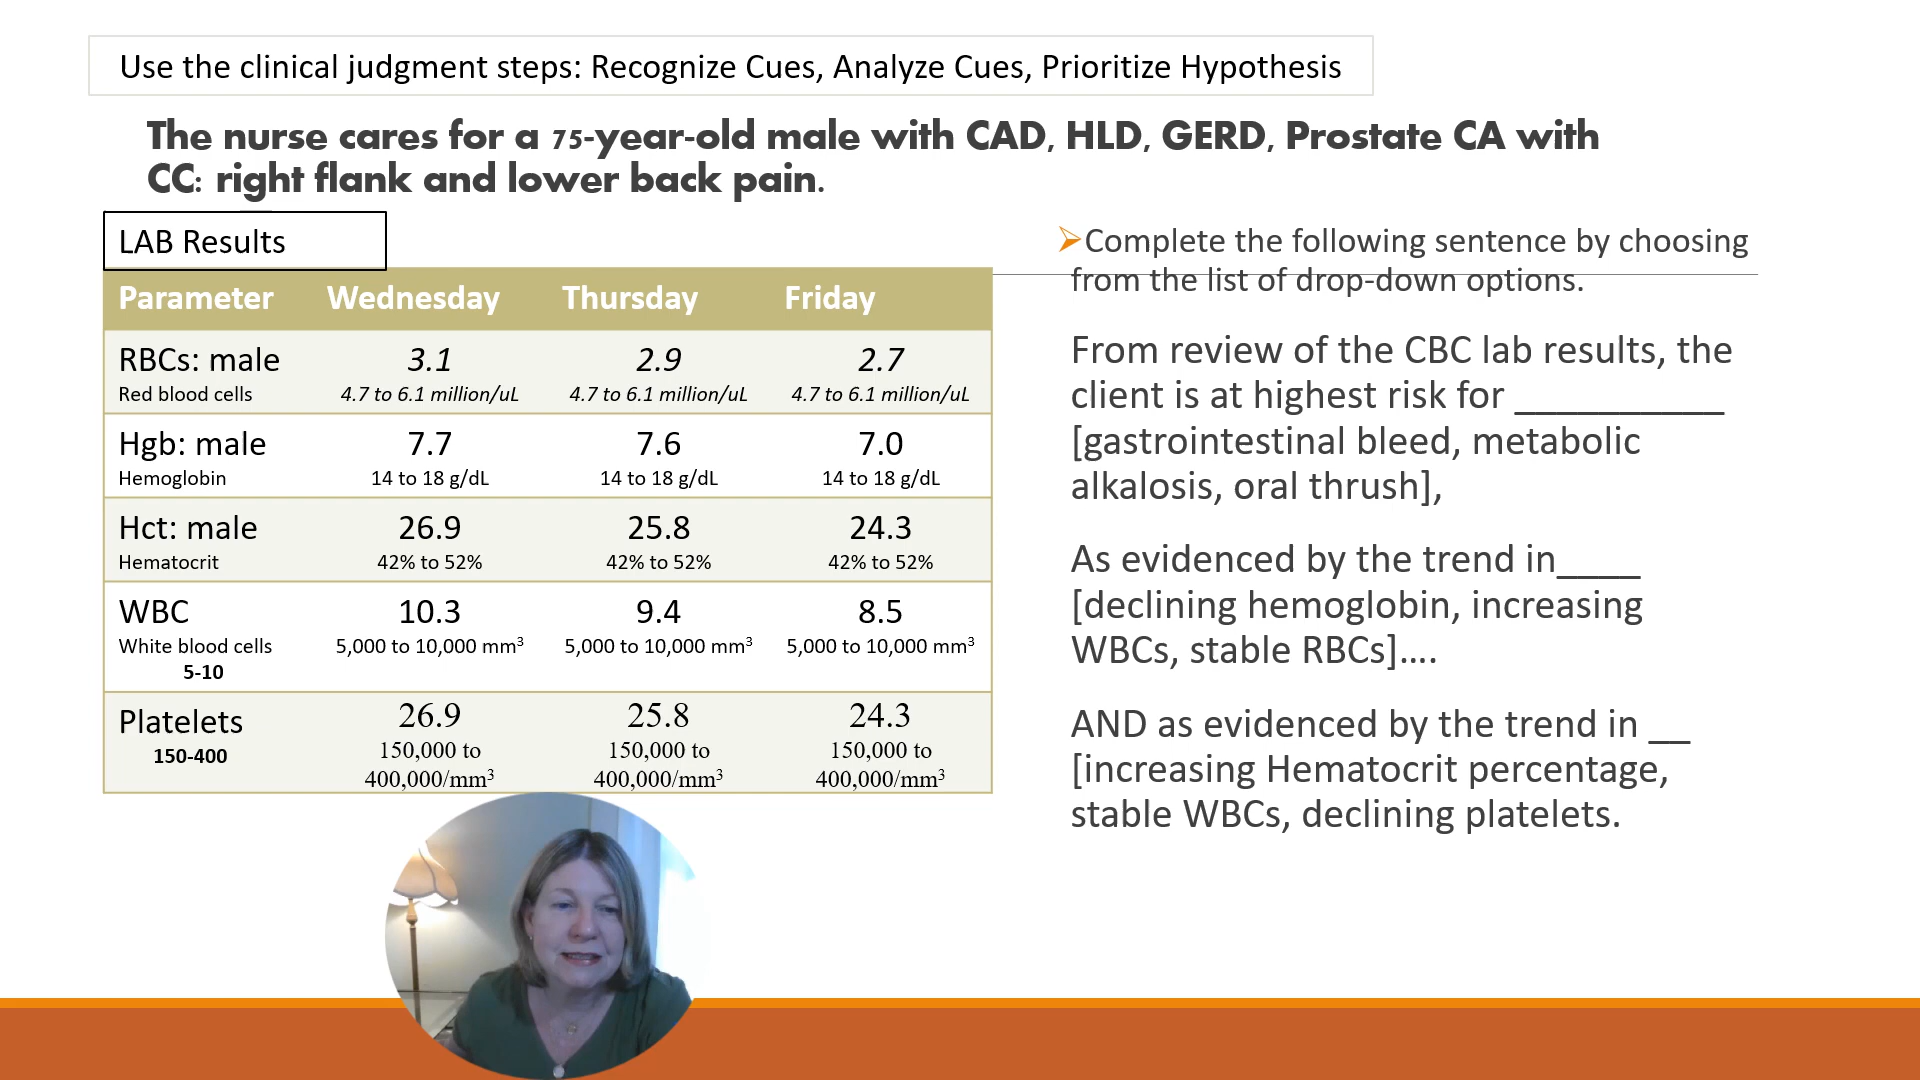 Use the clinical judgment steps: Recognize Cues, Analyze Cues, Prioritize Hypothesis
The nurse cares for a 75-year-old male with CAD, HLD, GERD, Prostate CA with
CC: right flank and lower back pain.
LAB Results
Parameter Wednesday Thursday Friday
RBCs: male 3.1 2.9 2.7
Red blood cells 4.7 to 6.1 million/uL 4.7 to 6.1 million/uL 4.7 to 6.1 million/uL
Hgb: male 7.7 7.6 7.0
Hemoglobin 14 to 18 g/dL 14 to 18 g/dL 14 to 18 g/dL
Hct: male 26.9 25.8 24.3
Hematocrit 42% to 52% 42% to 52% 42% to 52%
WBC 10.3 9.4 8.5
White blood cells 5,000 to 10,000 mm³ 5,000 to 10,000 mm³ 5,000 to 10,000 mm³
5-10
Platelets 26.9 25.8 24.3
150-400 150,000 to 150,000 to 150,000 to
400,000/mm³ 400,000/mm³ 400,000/mm³
Complete the following sentence by choosing
from the list of drop-down options.
From review of the CBC lab results, the
client is at highest risk for __________
[gastrointestinal bleed, metabolic
alkalosis, oral thrush],
As evidenced by the trend in____
[declining hemoglobin, increasing
WBCs, stable RBCs]....
AND as evidenced by the trend in __
[increasing Hematocrit percentage,
stable WBCs, declining platelets.